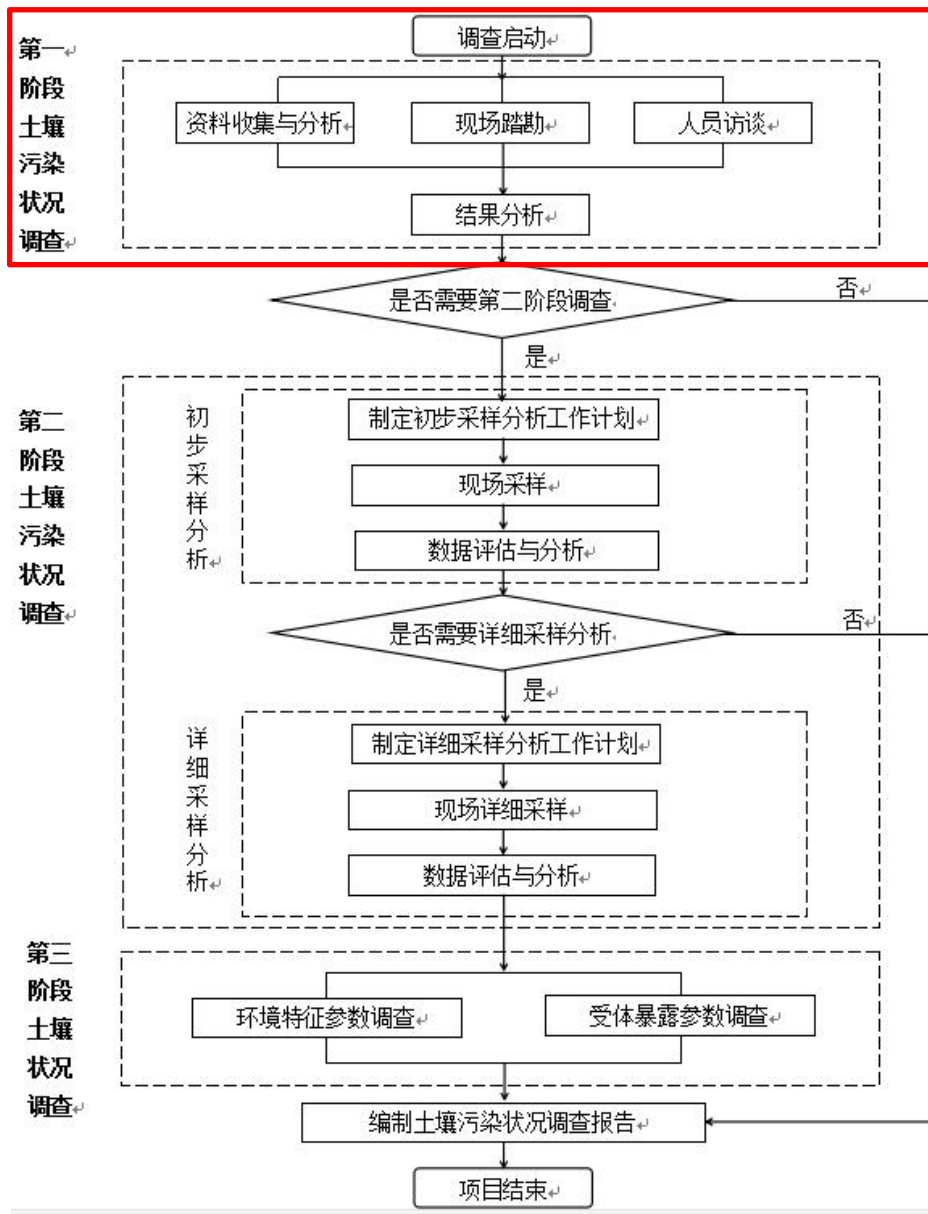 调查启动
第一
阶段
土壤
污染
状况
调查
资料收集与分析
现场踏勘
人员访谈
结果分析
是否需要第二阶段调查
否
是
第二
阶段
土壤
污染
状况
调查
初
步
采
样
分
析
制定初步采样分析工作计划
现场采样
数据评估与分析
是否需要详细采样分析
否
是
详
细
采
样
分
析
制定详细采样分析工作计划
现场详细采样
数据评估与分析
第三
阶段
土壤
状况
调查
环境特征参数调查
受体暴露参数调查
编制土壤污染状况调查报告
项目结束